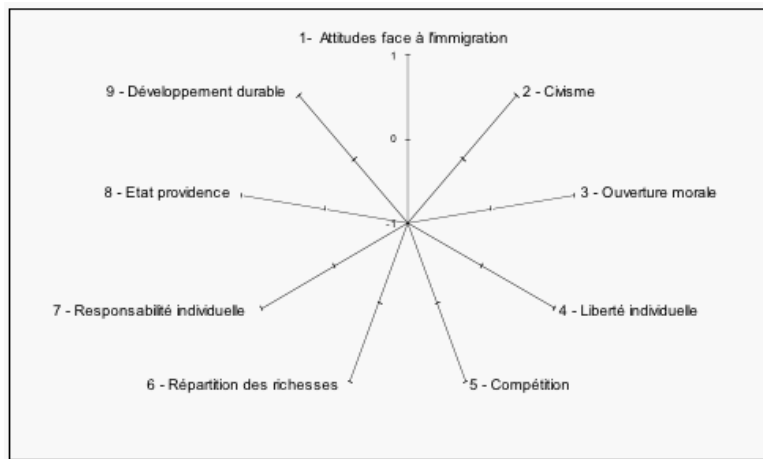 1-  Attitudes face à l'immigration
1
9 - Développement durable
2 - Civisme
0
8 - Etat providence
3 - Ouverture morale
-1
7 - Responsabilité individuelle
4 - Liberté individuelle
6 - Répartition des richesses
5 - Compétition